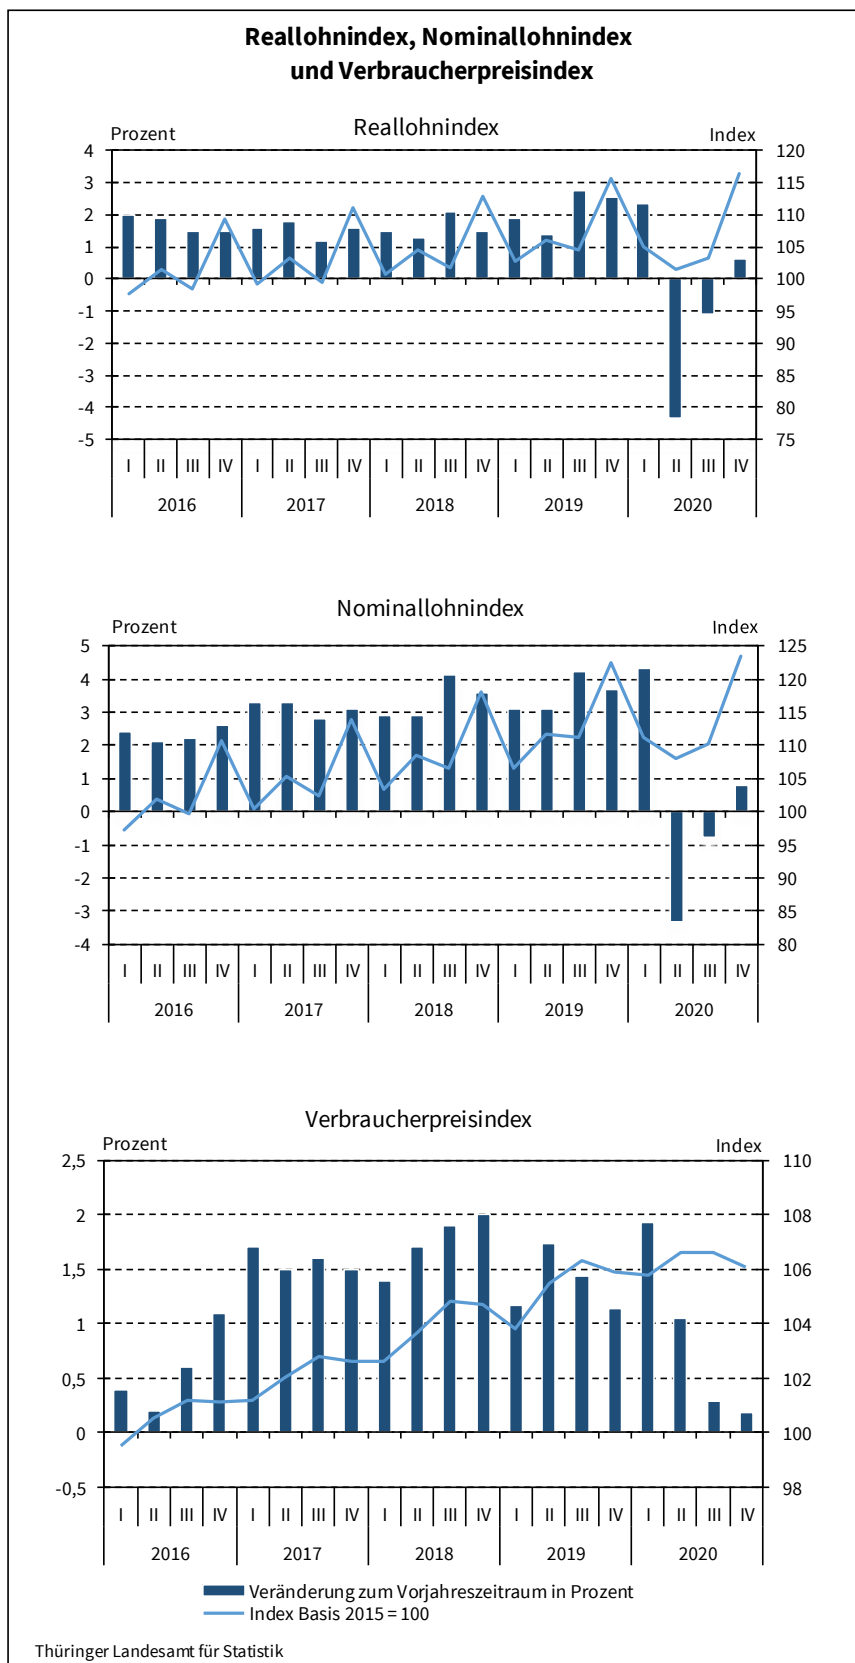 Reallohnindex, Nominallohnindex
und Verbraucherpreisindex
Reallohnindex
Prozent Index
4 120
3 115
2 110
1 105
0 100
-1 95
-2 90
-3 85
-4 80
-5 75
I II III IV I II III IV I II III IV I II III IV I II III IV
2016 2017 2018 2019 2020
Nominallohnindex
Prozent Index
5 125
4 120
3 115
2 110
1 105
0 100
-1 95
-2 90
-3 85
-4 80
I II III IV I II III IV I II III IV I II III IV I II III IV
2016 2017 2018 2019 2020
Verbraucherpreisindex
Prozent Index
2,5 110
2 108
1,5 106
1 104
0,5 102
0 100
-0,5 98
I II III IV I II III IV I II III IV I II III IV I II III IV
2016 2017 2018 2019 2020
Veränderung zum Vorjahreszeitraum in Prozent
Index Basis 2015 = 100
Thüringer Landesamt für Statistik